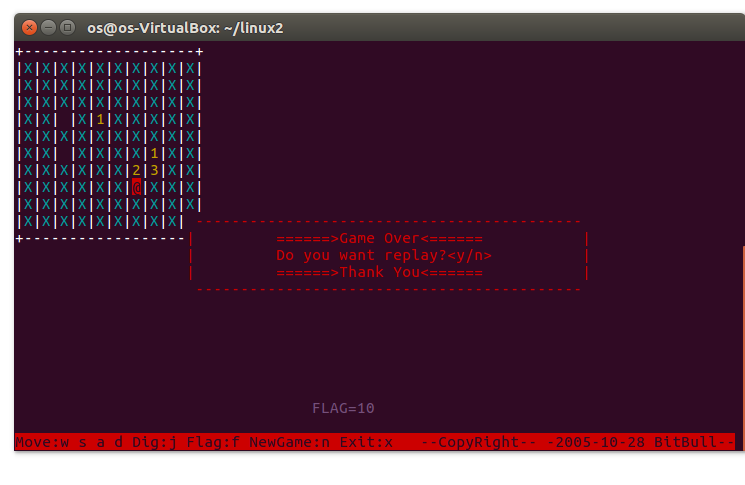 os@os-VirtualBox: ~/linux2
+-------------------+
|X|X|X|X|X|X|X|X|X|X|
|X|X|X|X|X|X|X|X|X|X|
|X|X|X|X|X|X|X|X|X|X|
|X|X| |X|1|X|X|X|X|X|
|X|X|X|X|X|X|X|X|X|X|
|X|X| |X|X|X|X|1|X|X|
|X|X|X|X|X|X|2|3|X|X|
|X|X|X|X|X|X|@|X|X|X|
|X|X|X|X|X|X|X|X|X|X|
|X|X|X|X|X|X|X|X|X| -------------------------------------------
+------------------| ======>Game Over<====== |
| Do you want replay?<y/n> |
| ======>Thank You<====== |
-------------------------------------------
FLAG=10
Move:w s a d Dig:j Flag:f NewGame:n Exit:x --CopyRight-- -2005-10-28 BitBull--